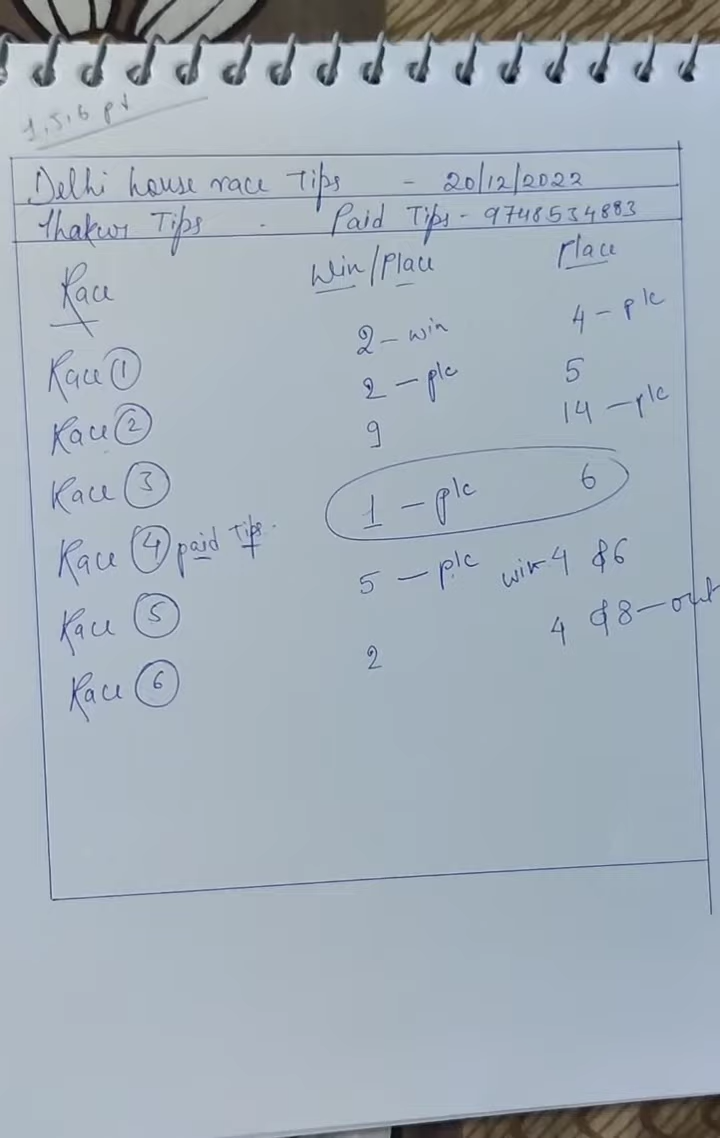 1,5,6 pt
Delhi house race Tips - 20/12/2022
Thakur Tips . Paid Tips - 9748534883
Race Win/Place Place
Race 1 2 - win 4 - plc
Race 2 2 - plc 5
Race 3 9 14 - plc
Race 4 paid Tips. 1 - plc 6
Race 5 5 - plc win 4 & 6
Race 6 2 4 & 8 - out